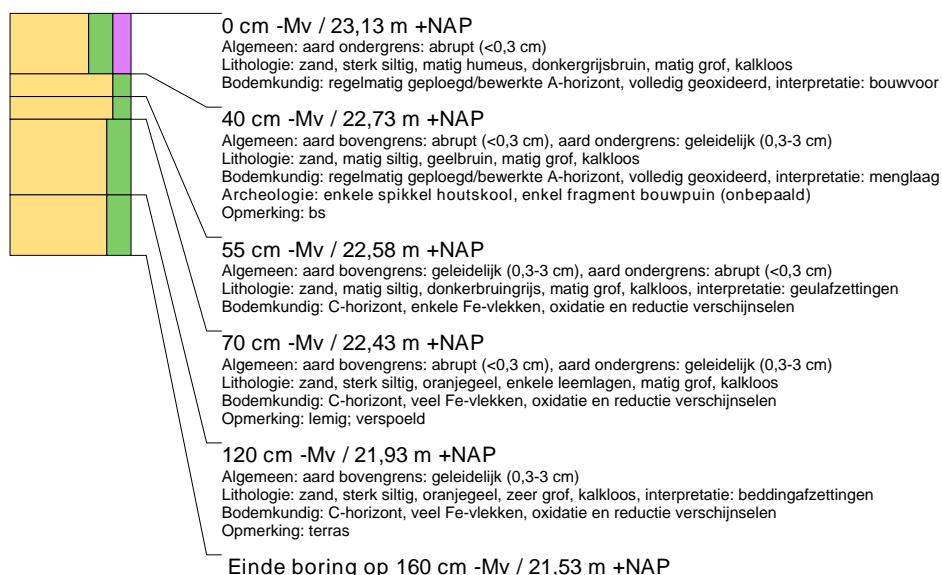 0 cm -Mv / 23,13 m +NAP
Algemeen: aard ondergrens: abrupt (<0,3 cm)
Lithologie: zand, sterk siltig, matig humeus, donkergrijsbruin, matig grof, kalkloos
Bodemkundig: regelmatig geploegd/bewerkte A-horizont, volledig geoxideerd, interpretatie: bouwvoor
40 cm -Mv / 22,73 m +NAP
Algemeen: aard bovengrens: abrupt (<0,3 cm), aard ondergrens: geleidelijk (0,3-3 cm)
Lithologie: zand, matig siltig, geelbruin, matig grof, kalkloos
Bodemkundig: regelmatig geploegd/bewerkte A-horizont, volledig geoxideerd, interpretatie: menglaag
Archeologie: enkele spikkel houtskool, enkel fragment bouwpuin (onbepaald)
Opmerking: bs
55 cm -Mv / 22,58 m +NAP
Algemeen: aard bovengrens: geleidelijk (0,3-3 cm), aard ondergrens: abrupt (<0,3 cm)
Lithologie: zand, matig siltig, donkerbruingrijs, matig grof, kalkloos, interpretatie: geulafzettingen
Bodemkundig: C-horizont, enkele Fe-vlekken, oxidatie en reductie verschijnselen
70 cm -Mv / 22,43 m +NAP
Algemeen: aard bovengrens: abrupt (<0,3 cm), aard ondergrens: geleidelijk (0,3-3 cm)
Lithologie: zand, sterk siltig, oranjegeel, enkele leemlagen, matig grof, kalkloos
Bodemkundig: C-horizont, veel Fe-vlekken, oxidatie en reductie verschijnselen
Opmerking: lemig; verspoeld
120 cm -Mv / 21,93 m +NAP
Algemeen: aard bovengrens: geleidelijk (0,3-3 cm)
Lithologie: zand, sterk siltig, oranjegeel, zeer grof, kalkloos, interpretatie: beddingafzettingen
Bodemkundig: C-horizont, veel Fe-vlekken, oxidatie en reductie verschijnselen
Opmerking: terras
Einde boring op 160 cm -Mv / 21,53 m +NAP